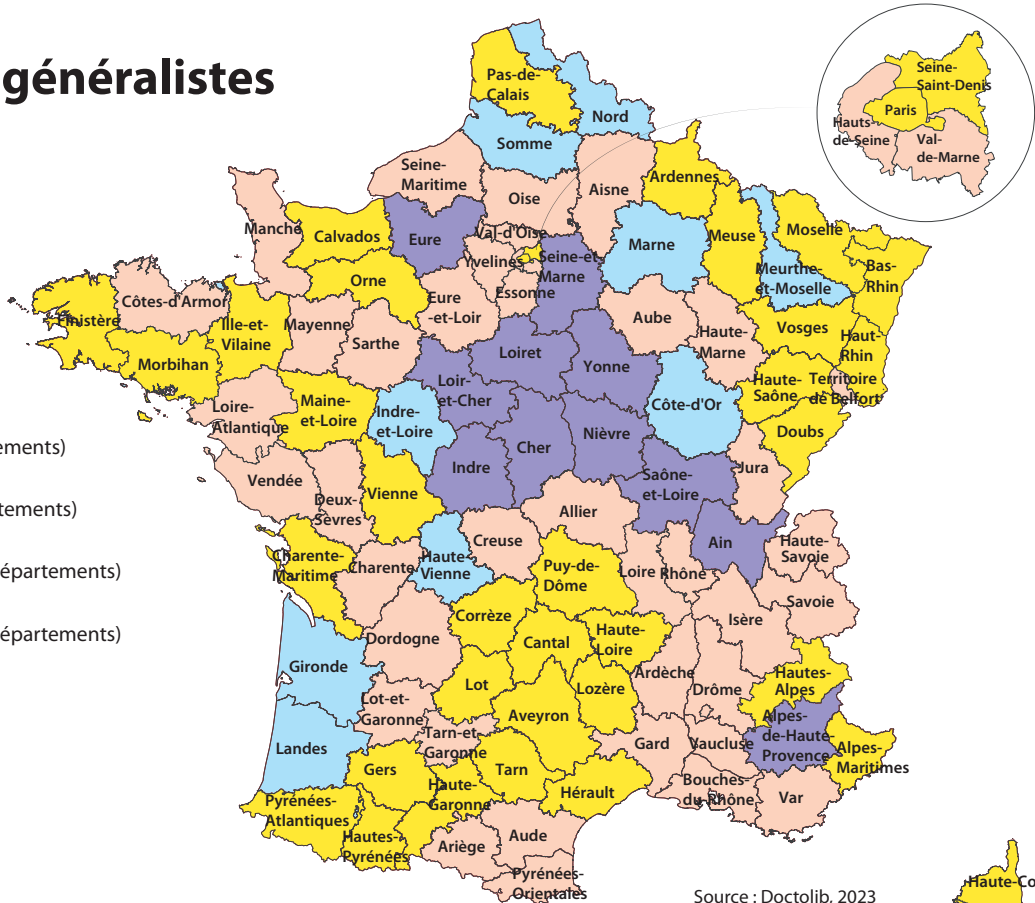 généralistes
Seine-
Saint-Denis
Paris
Hauts-
de-Seine
Val-
de-Marne
Pas-de-
Calais
Nord
Somme
Seine-
Maritime
Oise
Aisne
Ardennes
Manche
Calvados
Eure
Val-d'Oise
Yvelines
Seine-et
Marne
Essonne
Marne
Meuse
Moselle
Meurthe-
et-Moselle
Bas-
Rhin
Orne
Eure
-et-Loir
Finistère
Côtes-d'Armor
Ille-et-
Vilaine
Morbihan
Mayenne
Sarthe
Aube
Haute-
Marne
Vosges
Haut-
Rhin
Loiret
Yonne
Loir-
et-Cher
Loire-
Atlantique
Maine-
et-Loire
Indre-
et-Loire
Côte-d'Or
Haute-
Saône
Territoire
de Belfort
Doubs
ements)
Vendée
Deux-
Sèvres
Vienne
Indre
Cher
Nièvre
Saône-
et-Loire
Jura
tements)
Allier
Creuse
Haute-
Vienne
Charente-
Maritime
Charente
Puy-de-
Dôme
Loire
Rhône
Ain
Haute-
Savoie
Savoie
épartements)
Isère
Corrèze
Dordogne
Cantal
Haute-
Loire
épartements)
Gironde
Lot
Lot-et-
Garonne
Lozère
Ardèche
Drôme
Hautes-
Alpes
Aveyron
Tarn-et
Garonne
Landes
Gers
Haute-
Garonne
Tarn
Hérault
Gard
Vaucluse
Alpes-
de-Haute-
Provence
Alpes-
Maritimes
Bouches-
du-Rhône
Var
Pyrénées-
Atlantiques
Hautes-
Pyrénées
Ariège
Aude
Pyrénées-
Orientales
Source : Doctolib, 2023
Haute-Co